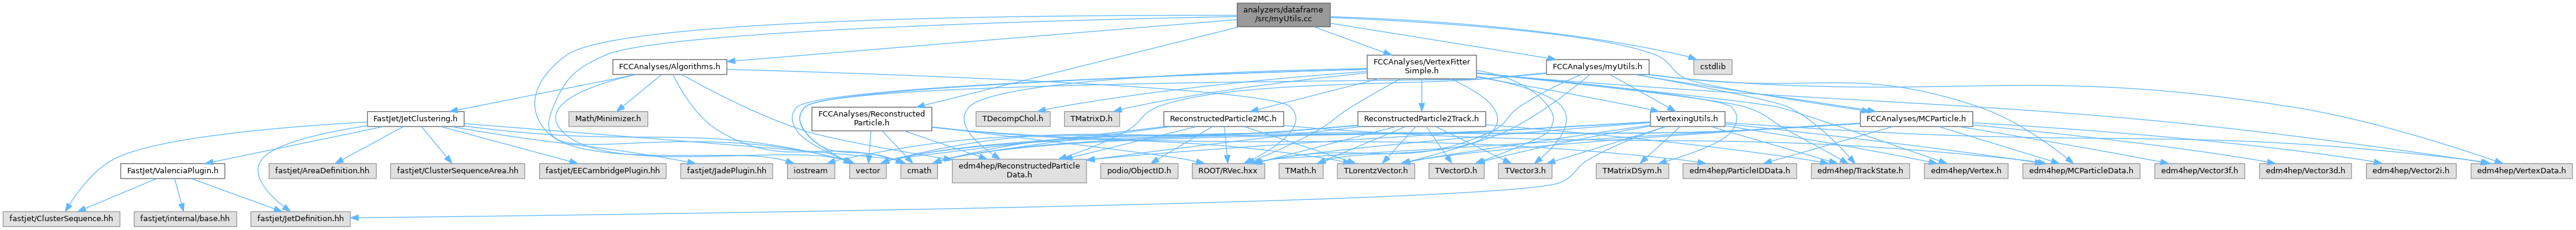 analyzers/dataframe
/src/myUtils.cc
FCCAnalyses/Algorithms.h
FCCAnalyses/VertexFitter
Simple.h
FCCAnalyses/myUtils.h
cstdlib
FastJet/JetClustering.h
Math/Minimizer.h
FCCAnalyses/Reconstructed
Particle.h
TDecompChol.h
TMatrixD.h
ReconstructedParticle2MC.h
ReconstructedParticle2Track.h
VertexingUtils.h
FCCAnalyses/MCParticle.h
FastJet/ValenciaPlugin.h
fastjet/AreaDefinition.hh
fastjet/ClusterSequenceArea.hh
fastjet/EECambridgePlugin.hh
fastjet/JadePlugin.hh
iostream
vector
cmath
edm4hep/ReconstructedParticle
Data.h
podio/ObjectID.h
ROOT/RVec.hxx
TMath.h
TLorentzVector.h
TVectorD.h
TVector3.h
TMatrixDSym.h
edm4hep/ParticleIDData.h
edm4hep/TrackState.h
edm4hep/Vertex.h
edm4hep/MCParticleData.h
edm4hep/Vector3f.h
edm4hep/Vector3d.h
edm4hep/Vector2i.h
edm4hep/VertexData.h
fastjet/ClusterSequence.hh
fastjet/internal/base.hh
fastjet/JetDefinition.hh